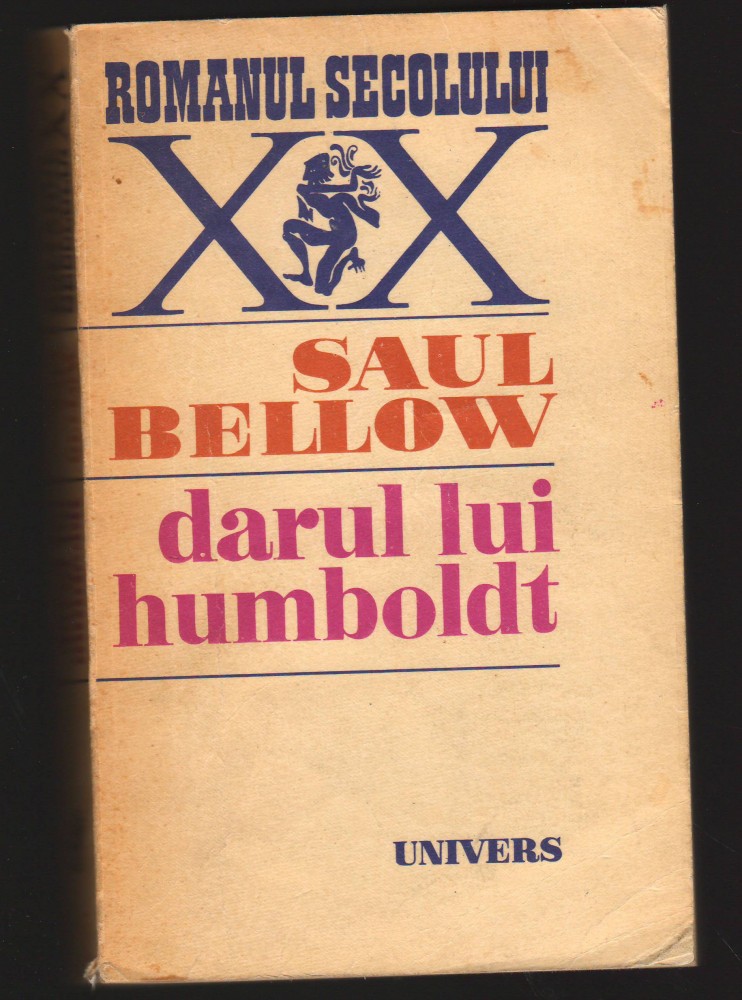 ROMANUL SECOLULUI
XX
SAUL
BELLOW
darul lui
humboldt
UNIVERS